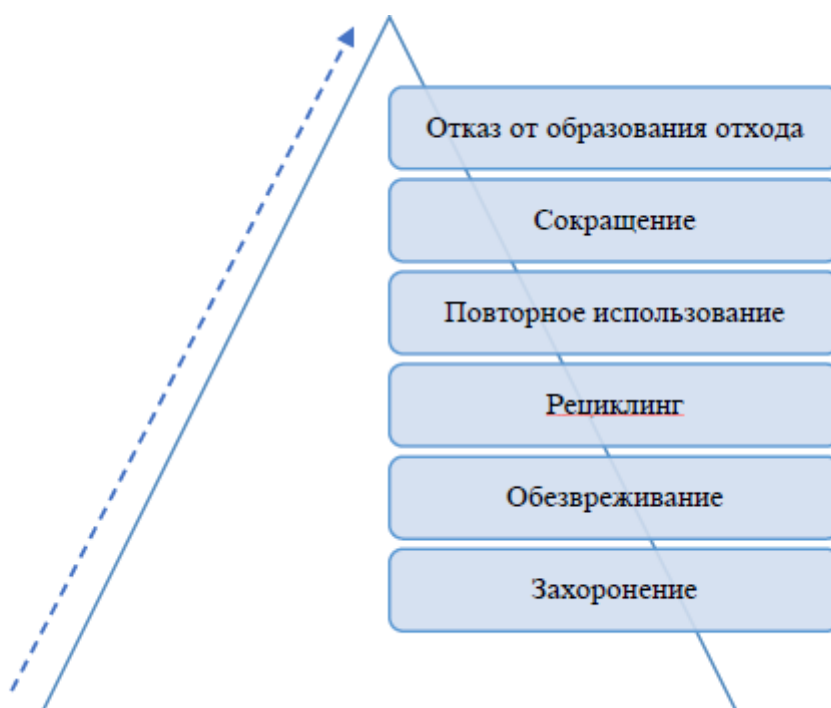 Отказ от образования отхода
Сокращение
Повторное использование
Рециклинг
Обезвреживание
Захоронение